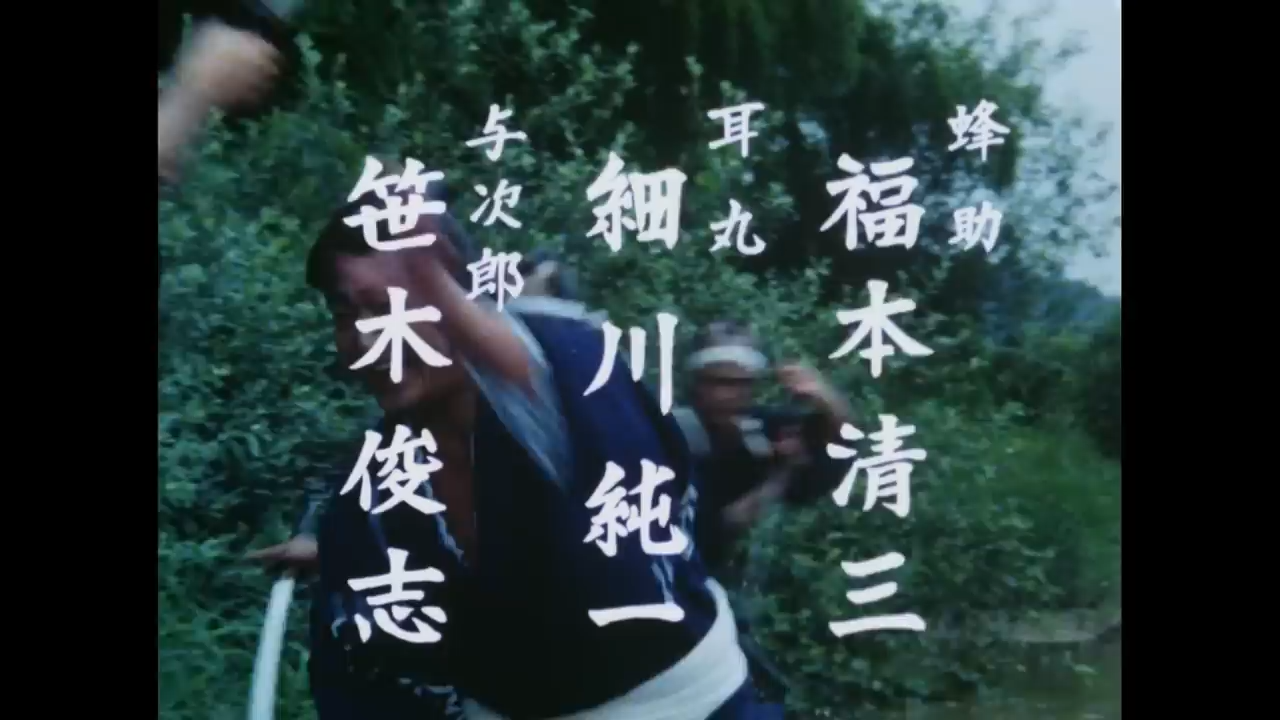 蜂助
福本清三
耳丸
細川純一
与次郎
笹木俊志